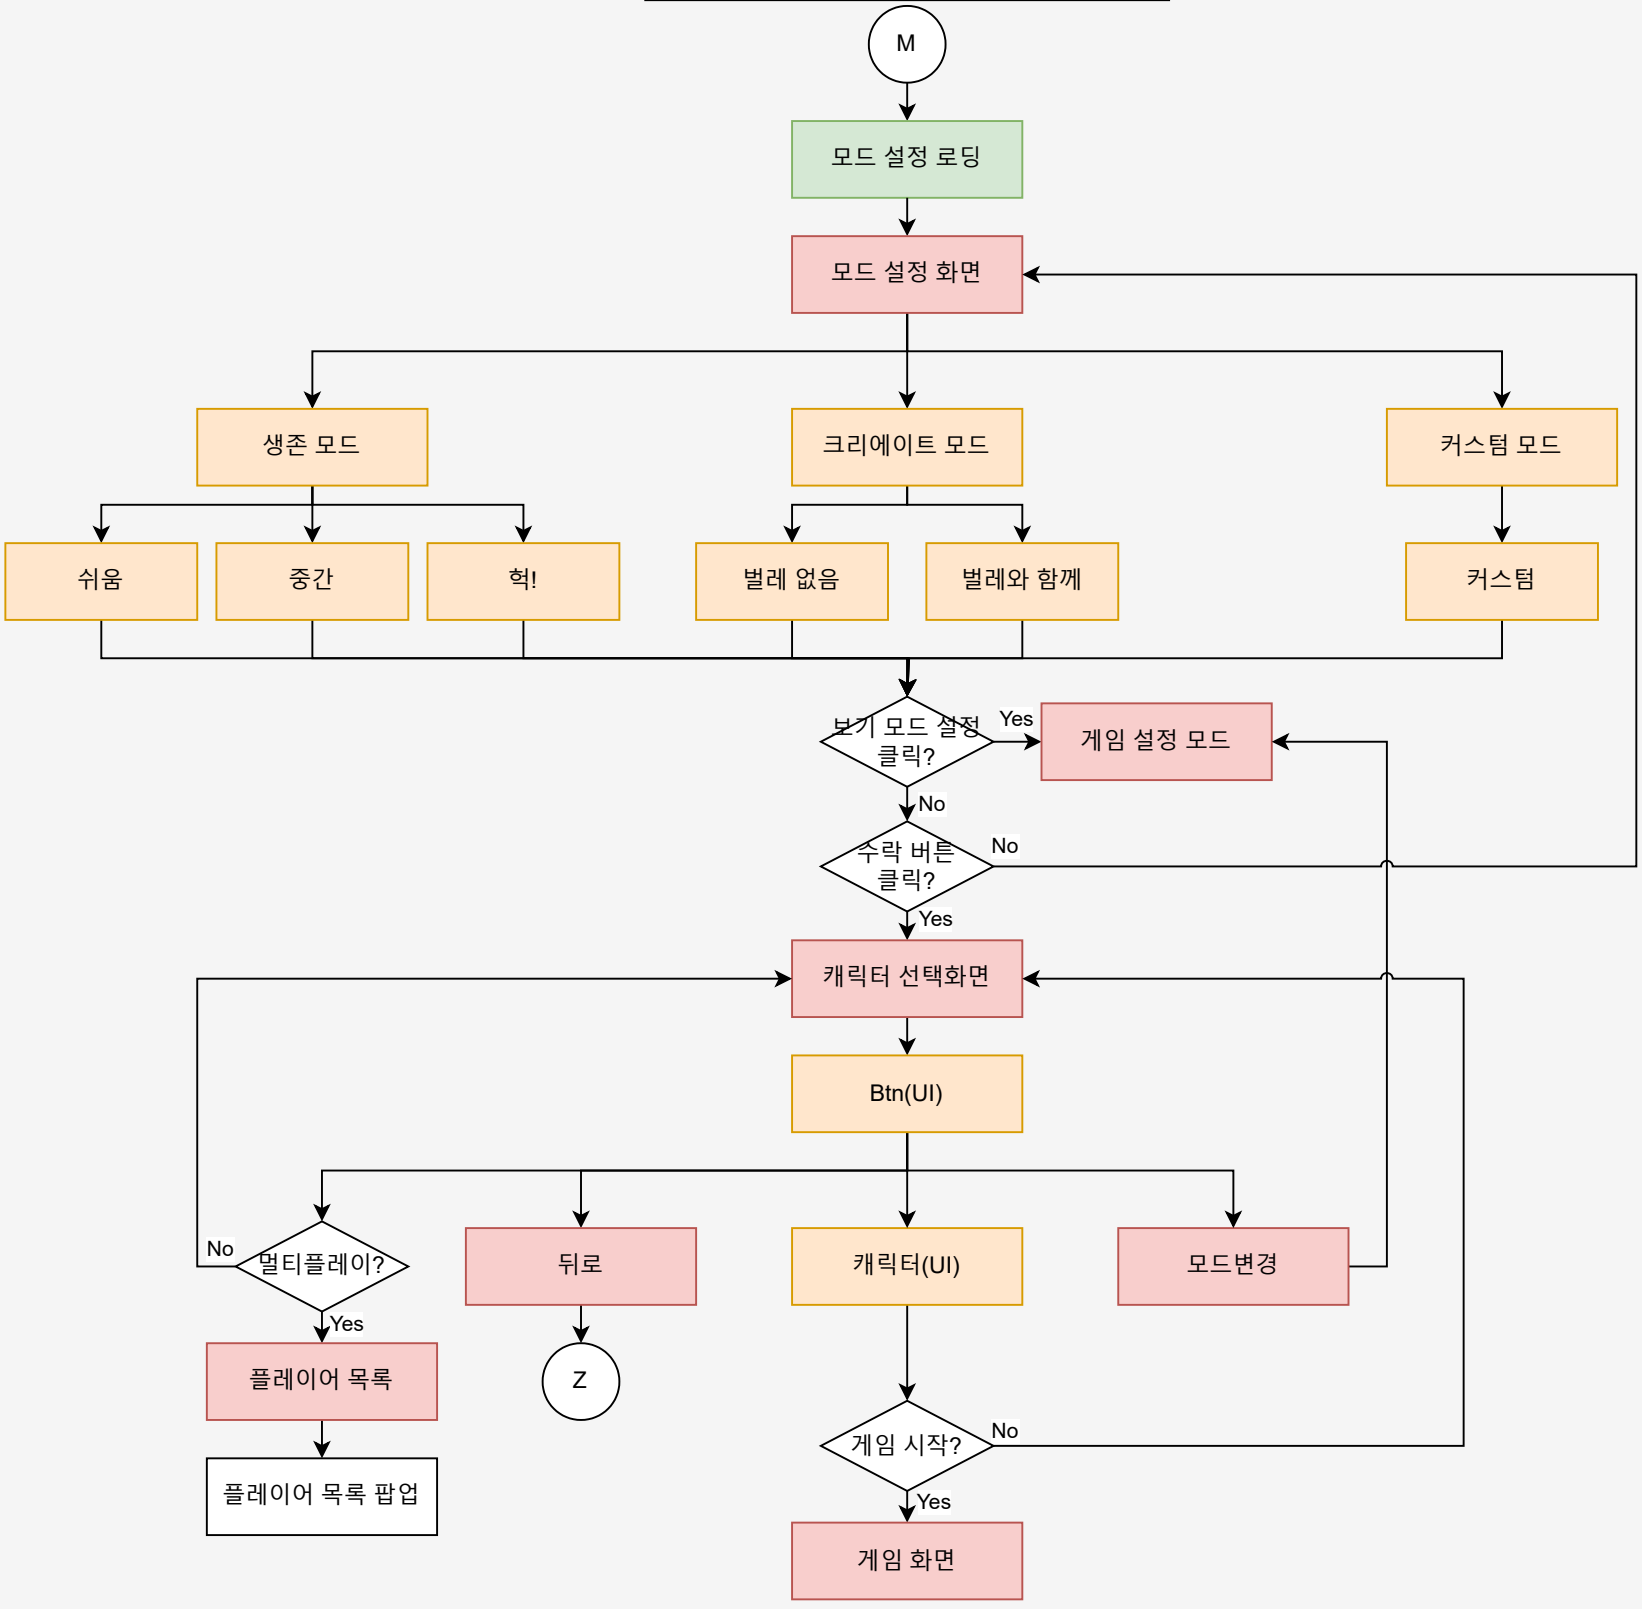 M
모드 설정 로딩
모드 설정 화면
생존 모드
크리에이트 모드
커스텀 모드
쉬움
중간
헉!
벌레 없음
벌레와 함께
커스텀
보기 모드 설정
클릭?
Yes
게임 설정 모드
No
수락 버튼
클릭?
No
Yes
캐릭터 선택화면
Btn(UI)
No
멀티플레이?
뒤로
캐릭터(UI)
모드변경
Yes
플레이어 목록
Z
게임 시작?
No
플레이어 목록 팝업
Yes
게임 화면